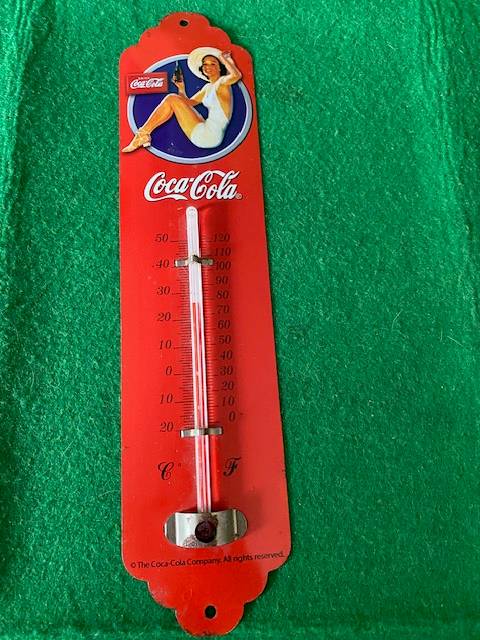 DRINK
Coca-Cola
Coca-Cola®
50 120
110
40 100
90
30 80
70
20 60
50
10 40
0 30
20
10 10
20 0
C° F
© The Coca-Cola Company. All rights reserved.